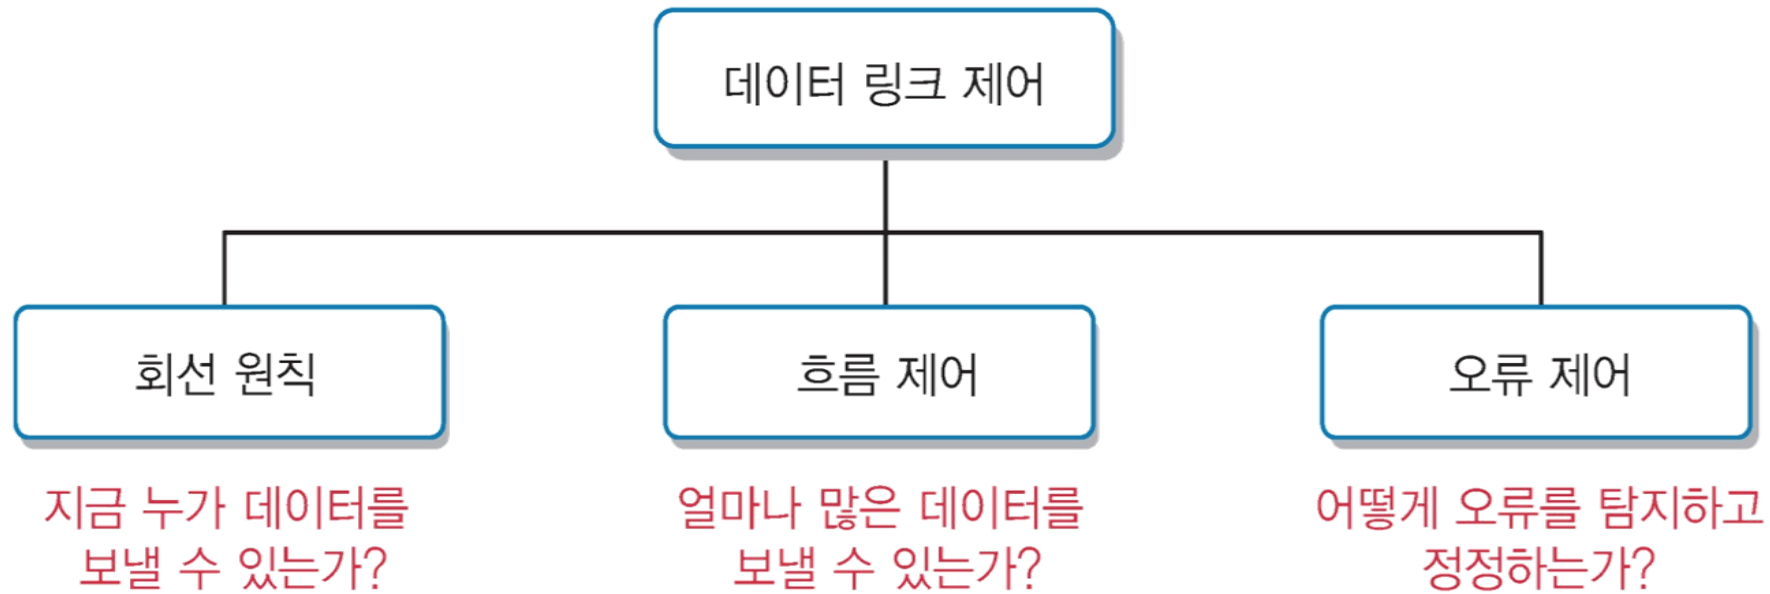 데이터 링크 제어
회선 원칙
흐름 제어
오류 제어
지금 누가 데이터를
보낼 수 있는가?
얼마나 많은 데이터를
보낼 수 있는가?
어떻게 오류를 탐지하고
정정하는가?